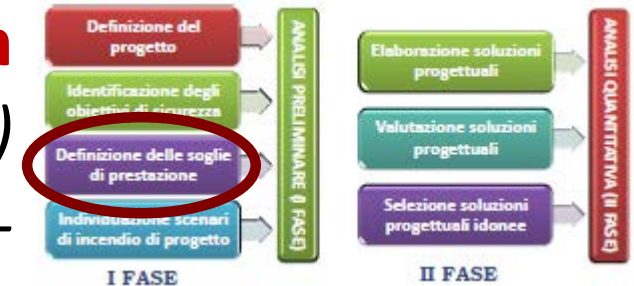 Definizione del
progetto
Identificazione degli
obiettivi di sicurezza
Definizione delle soglie
di prestazione
Individuazione scenari
di incendio di progetto
ANALISI PRELIMINARE (I FASE)
I FASE
Elaborazione soluzioni
progettuali
Valutazione soluzioni
progettuali
Selezione soluzioni
progettuali idonee
ANALISI QUANTITATIVA (II FASE)
II FASE